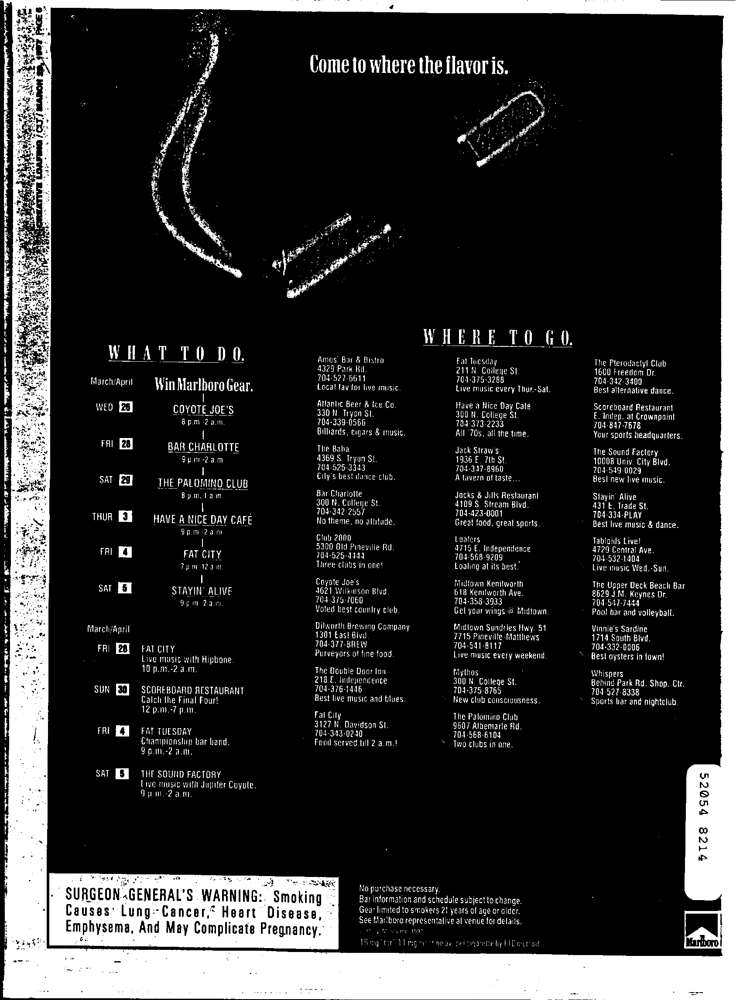 CREATIVE LOAFING / CLT / MARCH
1997 PAGE 5
Come to where the flavor is.
WHAT TO DO.
March/April
Win Marlboro Gear.
WED 26
COYOTE JOE'S
8 p.m.-2 a.m.
FRI 28
BAR CHARLOTTE
9 p.m.-2 a.m.
SAT 29
THE PALOMINO CLUB
8 p.m.-1 a.m.
THUR 3
HAVE A NICE DAY CAFÉ
9 p.m.-2 a.m.
FRI 4
FAT CITY
7 p.m.-12 a.m.
SAT 5
STAYIN' ALIVE
9 p.m.-2 a.m.
March/April
FRI 28
FAT CITY
Live music with Hipbone.
10 p.m.-2 a.m.
SUN 30
SCOREBOARD RESTAURANT
Catch the Final Four!
12 p.m.-7 p.m.
FRI 4
FAT TUESDAY
Championship bar band.
9 p.m.-2 a.m.
SAT 5
THE SOUND FACTORY
Live music with Jupiter Coyote.
9 p.m.-2 a.m.
WHERE TO GO.
Amos' Bar & Bistro
4329 Park Rd.
704-527-6611
Local fav for live music.
Atlantic Beer & Ice Co.
330 N. Tryon St.
704-339-0566
Billiards, cigars & music.
The Baha
4369 S. Tryon St.
704-525-3343
City's best dance club.
Bar Charlotte
300 N. College St.
704-342-2557
No theme, no attitude.
Club 2000
5300 Old Pineville Rd.
704-525-4444
Three clubs in one!
Coyote Joe's
4621 Wilkinson Blvd.
704-375-7060
Voted best country club.
Dilworth Brewing Company
1301 East Blvd.
704-377-BREW
Purveyors of fine food.
The Double Door Inn
218 E. Independence
704-376-1446
Best live music and blues.
Fat City
3127 N. Davidson St.
704-343-0240
Food served till 2 a.m.!
Fat Tuesday
211 N. College St.
704-375-3288
Live music every Thur.-Sat.
Have a Nice Day Café
300 N. College St.
704-373-2233
All '70s, all the time.
Jack Straw's
1936 E. 7th St.
704-347-8960
A tavern of taste...
Jocks & Jills Restaurant
4109 S. Stream Blvd.
704-423-0001
Great food, great sports.
Loafers
4715 E. Independence
704-568-9209
Loafing at its best.
Midtown Kenilworth
618 Kenilworth Ave.
704-358-3933
Get your wings @ Midtown.
Midtown Sundries Hwy. 51
7715 Pineville-Matthews
704-541-8117
Live music every weekend.
Mythos
300 N. College St.
704-375-8765
New club consciousness.
The Palomino Club
9607 Albemarle Rd.
704-568-6104
Two clubs in one.
The Pterodactyl Club
1600 Freedom Dr.
704-342-3400
Best alternative dance.
Scoreboard Restaurant
E. Indep. at Crownpoint
704-847-7678
Your sports headquarters.
The Sound Factory
10008 Univ. City Blvd.
704-549-0029
Best new live music.
Stayin' Alive
431 E. Trade St.
704-334-PLAY
Best live music & dance.
Tabloids Live!
4729 Central Ave.
704-532-1404
Live music Wed.-Sun.
The Upper Deck Beach Bar
8629 J.M. Keynes Dr.
704-547-7444
Pool bar and volleyball.
Vinnie's Sardine
1714 South Blvd.
704-332-0006
Best oysters in town!
Whispers
Behind Park Rd. Shop. Ctr.
704-527-8338
Sports bar and nightclub.
52054 8214
SURGEON GENERAL'S WARNING: Smoking
Causes Lung Cancer, Heart Disease,
Emphysema, And May Complicate Pregnancy.
No purchase necessary.
Bar information and schedule subject to change.
Gear limited to smokers 21 years of age or older.
See Marlboro representative at venue for details.
Marlboro